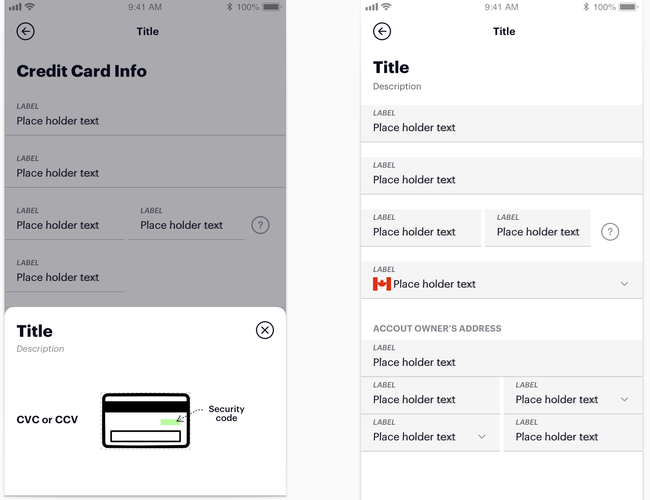 9:41 AM
100%
Title
Credit Card Info
LABEL
Place holder text
LABEL
Place holder text
LABEL
LABEL
Place holder text
Place holder text
?
LABEL
Place holder text
Title
Description
CVC or CCV
Security
code
9:41 AM
100%
Title
Title
Description
LABEL
Place holder text
LABEL
Place holder text
LABEL
LABEL
Place holder text
Place holder text
?
LABEL
Place holder text
ACCOUT OWNER'S ADDRESS
LABEL
Place holder text
LABEL
LABEL
Place holder text
Place holder text
LABEL
LABEL
Place holder text
Place holder text